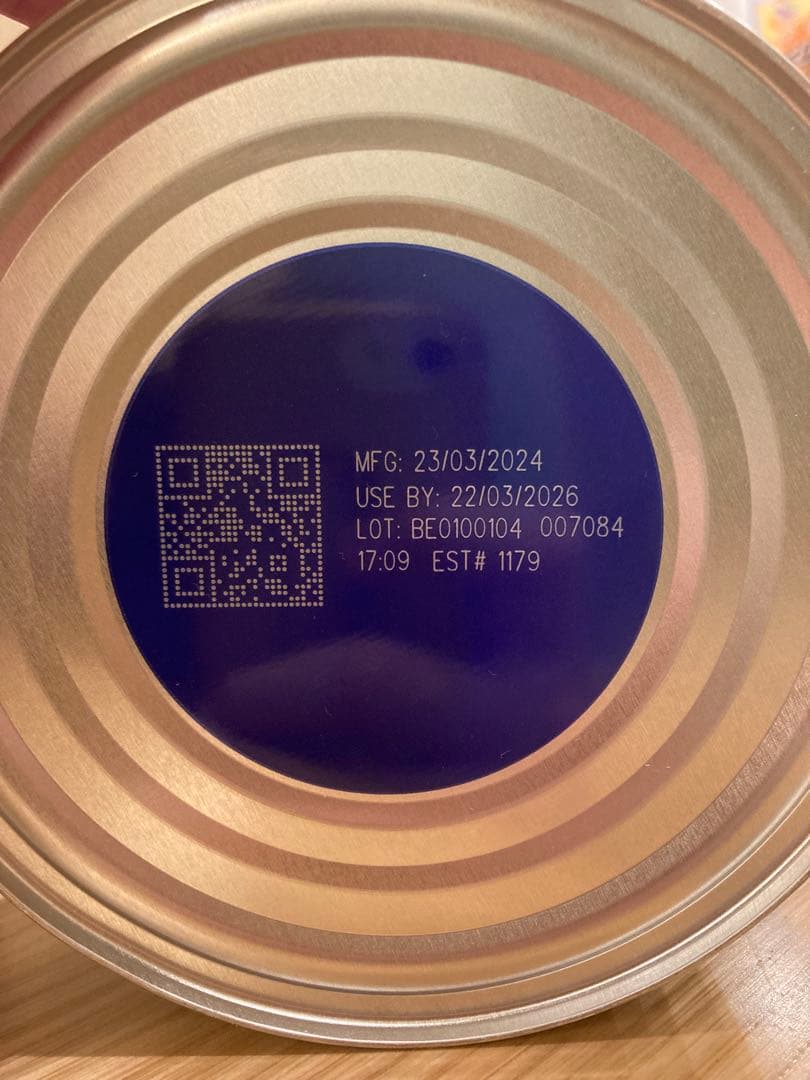 MFG: 23/03/2024
USE BY: 22/03/2026
LOT: BE0100104 007084
17:09 EST# 1179